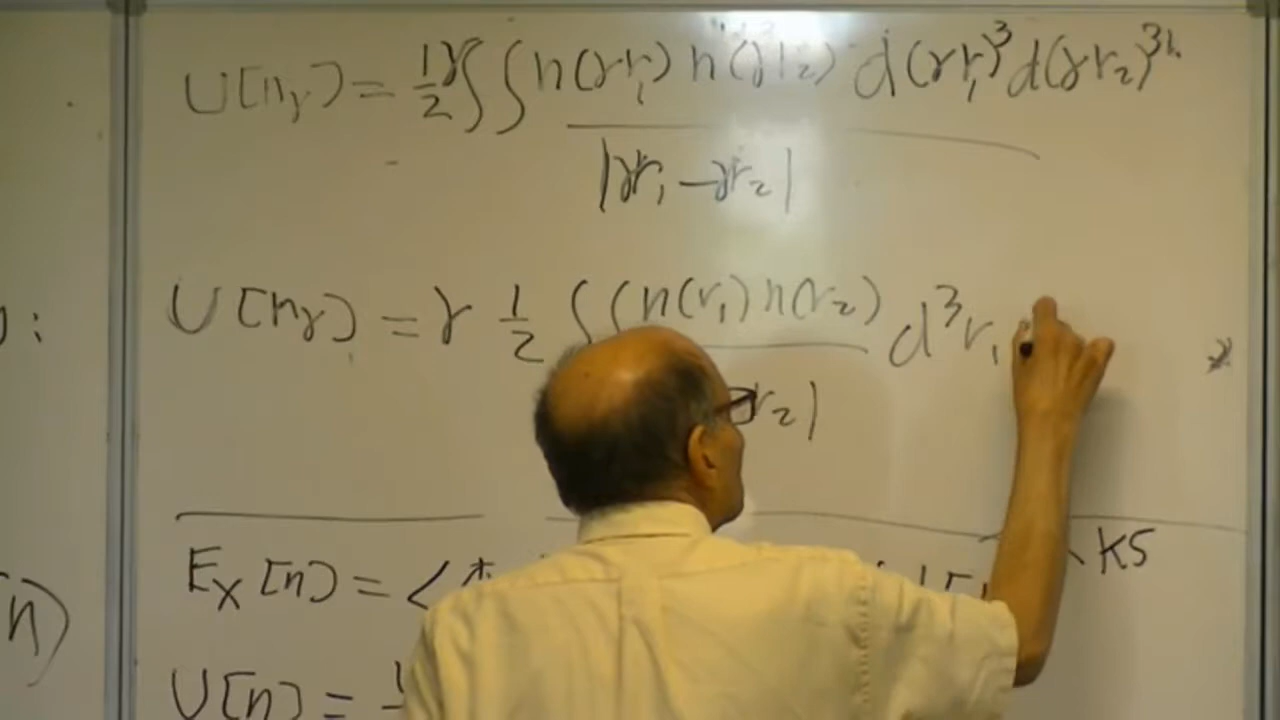 U[nγ] = 1/2 γ ∫∫ n(γr₁) n(γr₂) d(γr₁)³ d(γr₂)³
|γr₁ − γr₂|
): U[nγ] = γ 1/2 ∫∫ n(r₁) n(r₂) d³r₁
r₂|
Eₓ[n] = < KS
n)
U[n] =